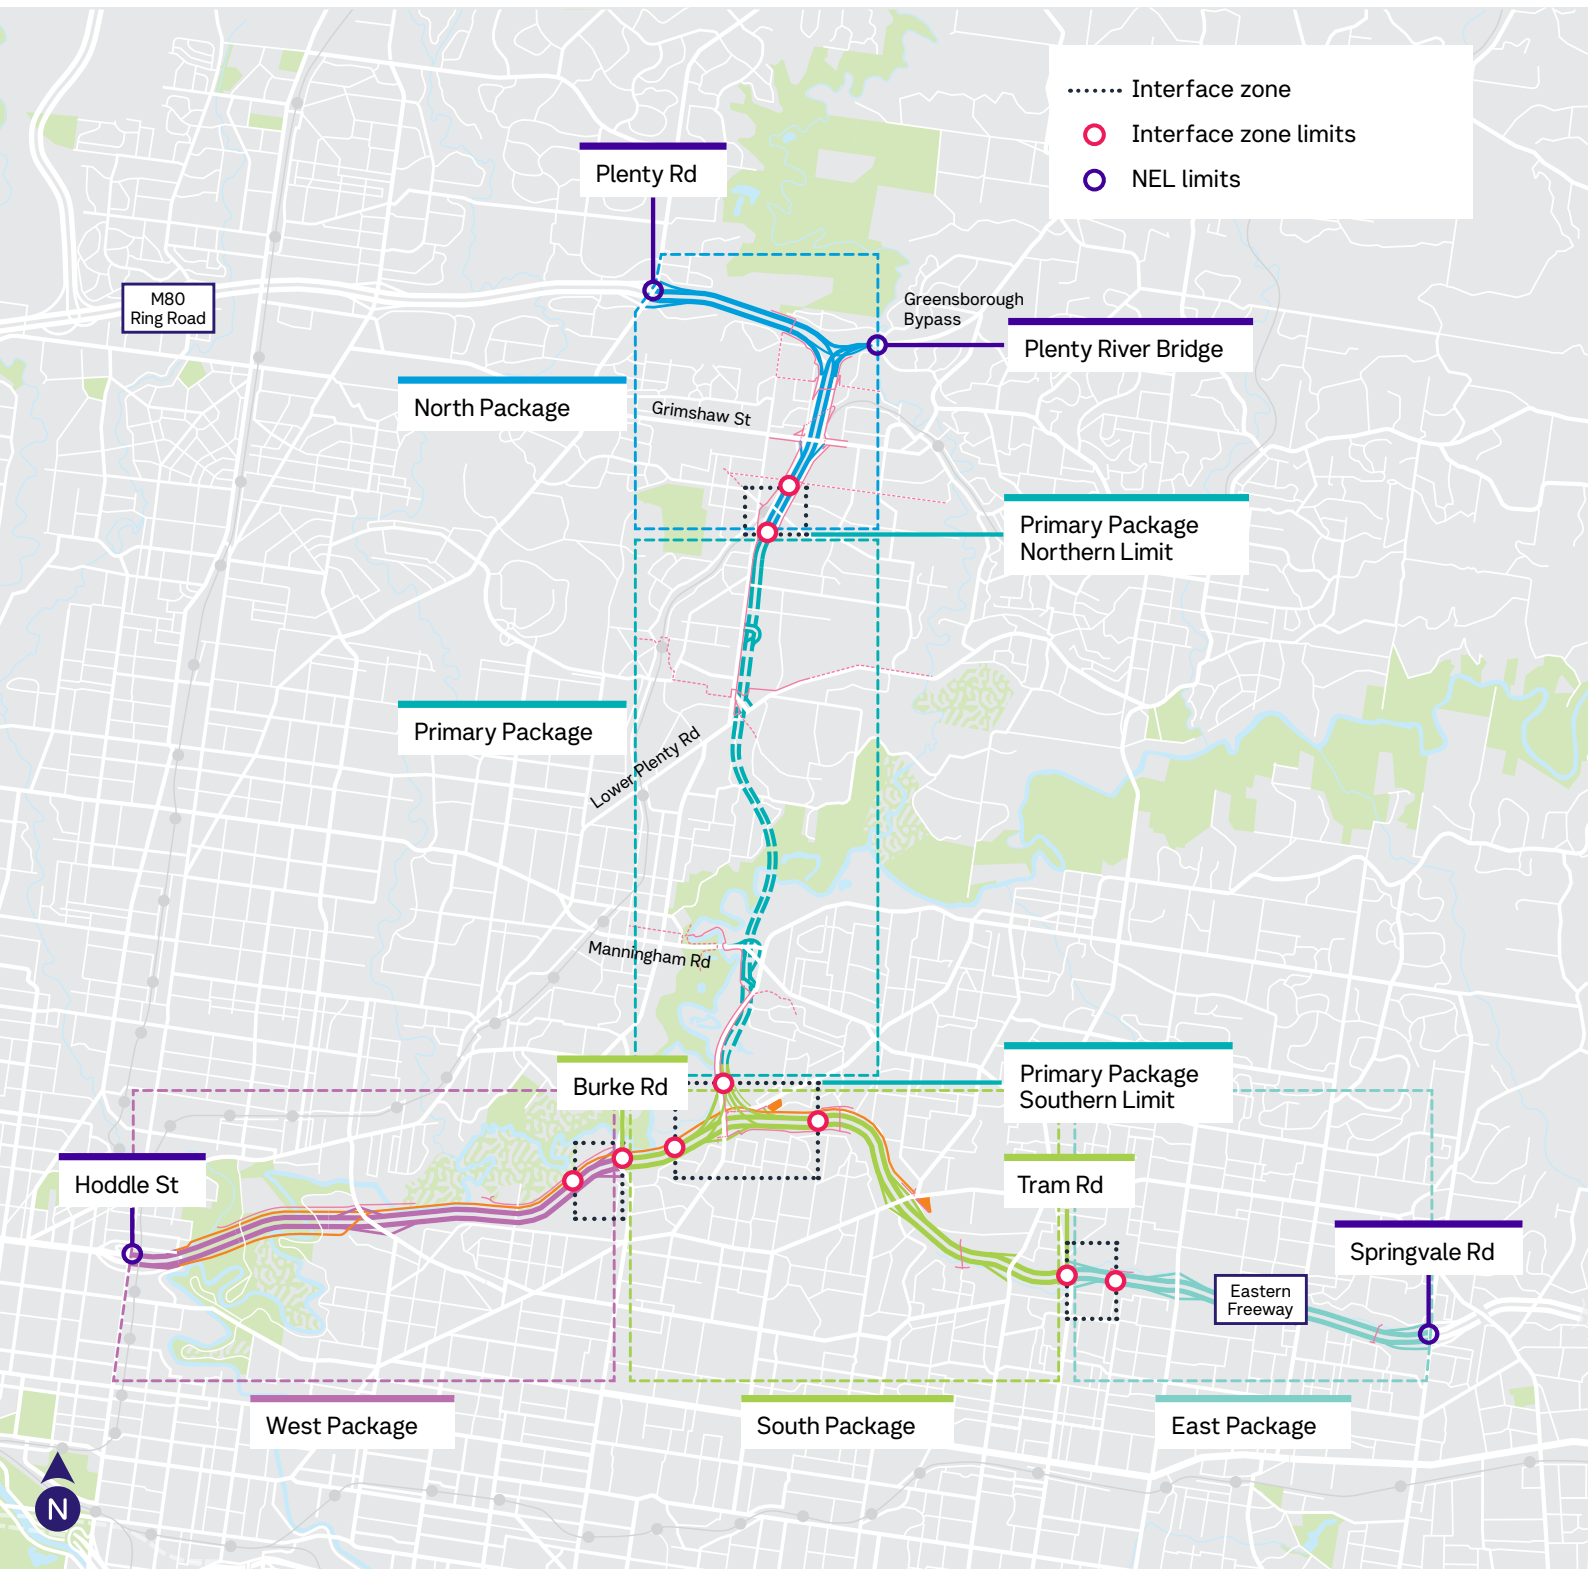 Interface zone
Interface zone limits
NEL limits
Plenty Rd
M80
Ring Road
Greensborough
Bypass
Plenty River Bridge
North Package
Grimshaw St
Primary Package
Northern Limit
Primary Package
Lower Plenty Rd
Manningham Rd
Burke Rd
Primary Package
Southern Limit
Hoddle St
Tram Rd
Springvale Rd
Eastern
Freeway
West Package
South Package
East Package
N